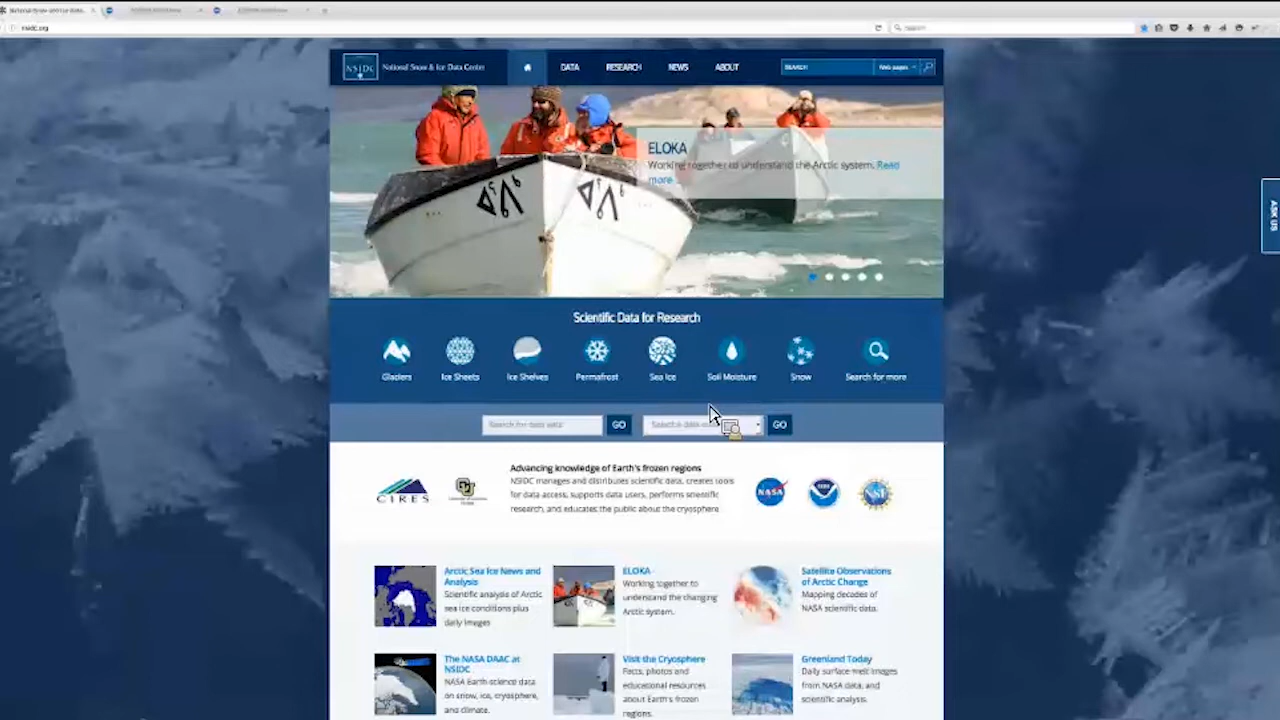 nsidc.org
Search
NSIDC
National Snow & Ice Data Center
DATA
RESEARCH
NEWS
ABOUT
SEARCH
Web pages
ELOKA
Working together to understand the Arctic system. Read
more ...
ᓱᐱ
ASK US
Scientific Data for Research
Glaciers
Ice Sheets
Ice Shelves
Permafrost
Sea Ice
Soil Moisture
Snow
Search for more
Search for data sets
GO
Select a data
GO
CIRES
CU
Advancing knowledge of Earth's frozen regions
NSIDC manages and distributes scientific data, creates tools
for data access, supports data users, performs scientific
research, and educates the public about the cryosphere
NASA
NSF
Arctic Sea Ice News and
Analysis
Scientific analysis of Arctic
sea ice conditions plus
daily images
ELOKA
Working together to
understand the changing
Arctic system.
Satellite Observations
of Arctic Change
Mapping decades of
NASA scientific data.
The NASA DAAC at
NSIDC
NASA Earth science data
on snow, ice, cryosphere,
and climate.
Visit the Cryosphere
Facts, photos and
educational resources
about Earth's frozen
regions.
Greenland Today
Daily surface melt images
from NASA data, and
scientific analysis.